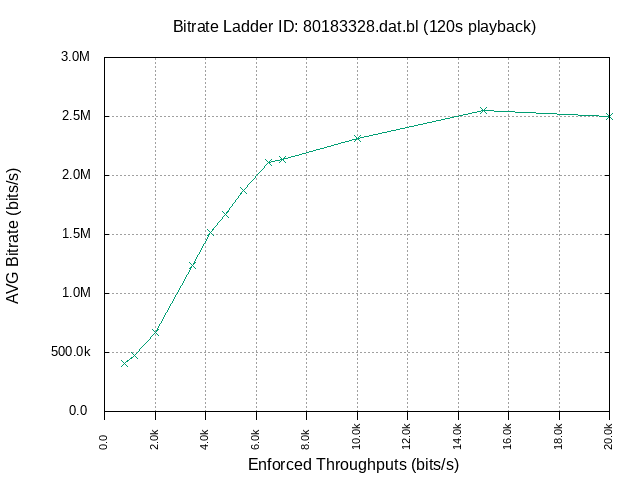 Bitrate Ladder ID: 80183328.dat.bl (120s playback)
3.0M
2.5M
2.0M
1.5M
1.0M
500.0k
0.0
AVG Bitrate (bits/s)
0.0 2.0k 4.0k 6.0k 8.0k 10.0k 12.0k 14.0k 16.0k 18.0k 20.0k
Enforced Throughputs (bits/s)